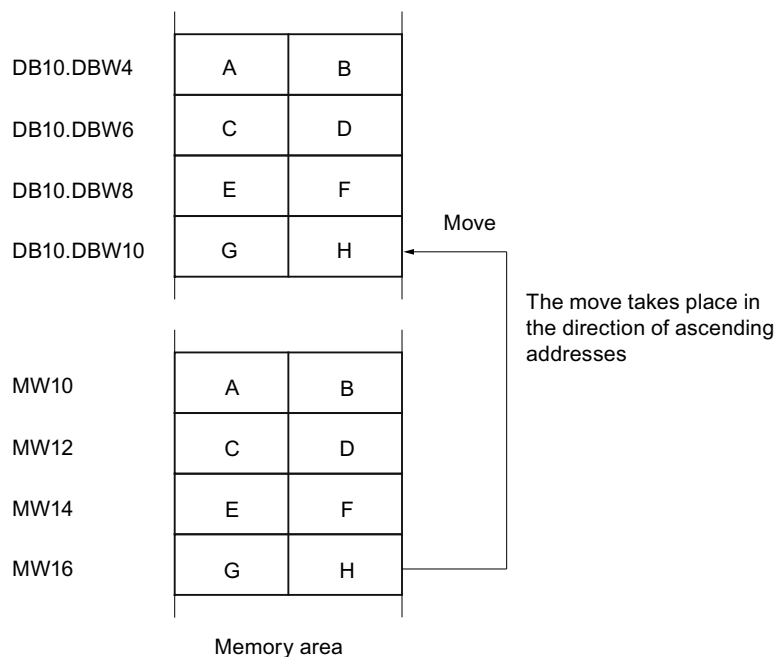 DB10.DBW4 A B
DB10.DBW6 C D
DB10.DBW8 E F
DB10.DBW10 G H
Move
The move takes place in
the direction of ascending
addresses
MW10 A B
MW12 C D
MW14 E F
MW16 G H
Memory area